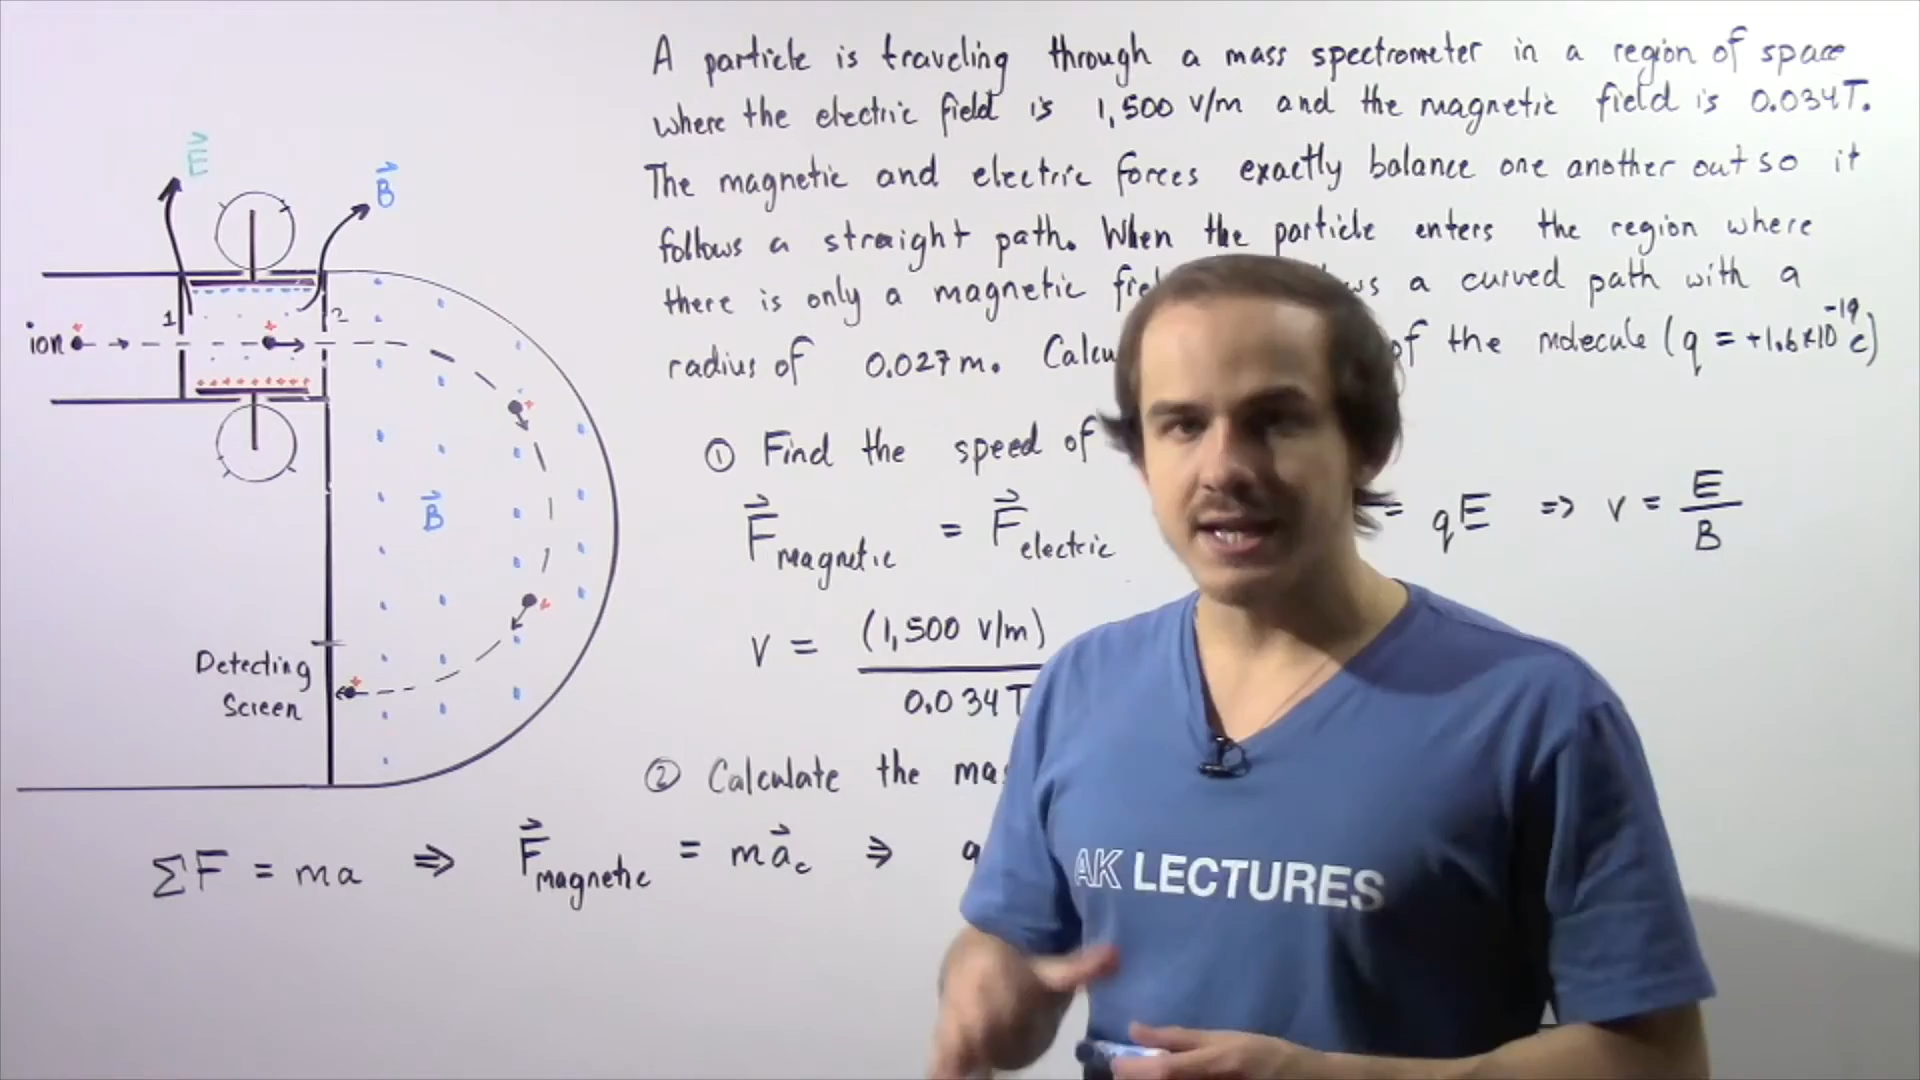 A particle is traveling through a mass spectrometer in a region of space
where the electric field is 1,500 V/m and the magnetic field is 0.034T.
The magnetic and electric forces exactly balance one another out so it
follows a straight path. When the particle enters the region where
there is only a magnetic a curved path with a
radius of 0.027m. of the molecule (q = +1.6×10⁻¹⁹ C)
E
B
1
2
ion
B
Detecting
Screen
① Find the speed of
F magnetic = F electric = qE ⇒ v = E/B
v = (1,500 V/m)
0.034T
② Calculate the
ΣF = ma ⇒ F magnetic = ma c ⇒ q
AK LECTURES